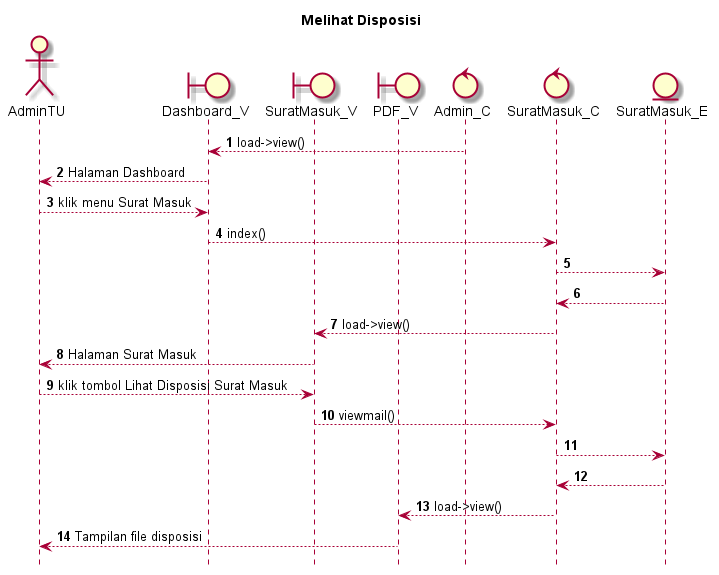 Melihat Disposisi
AdminTU
Dashboard_V
SuratMasuk_V
PDF_V
Admin_C
SuratMasuk_C
SuratMasuk_E
1 load->view()
2 Halaman Dashboard
3 klik menu Surat Masuk
4 index()
5
6
7 load->view()
8 Halaman Surat Masuk
9 klik tombol Lihat Disposisi Surat Masuk
10 viewmail()
11
12
13 load->view()
14 Tampilan file disposisi